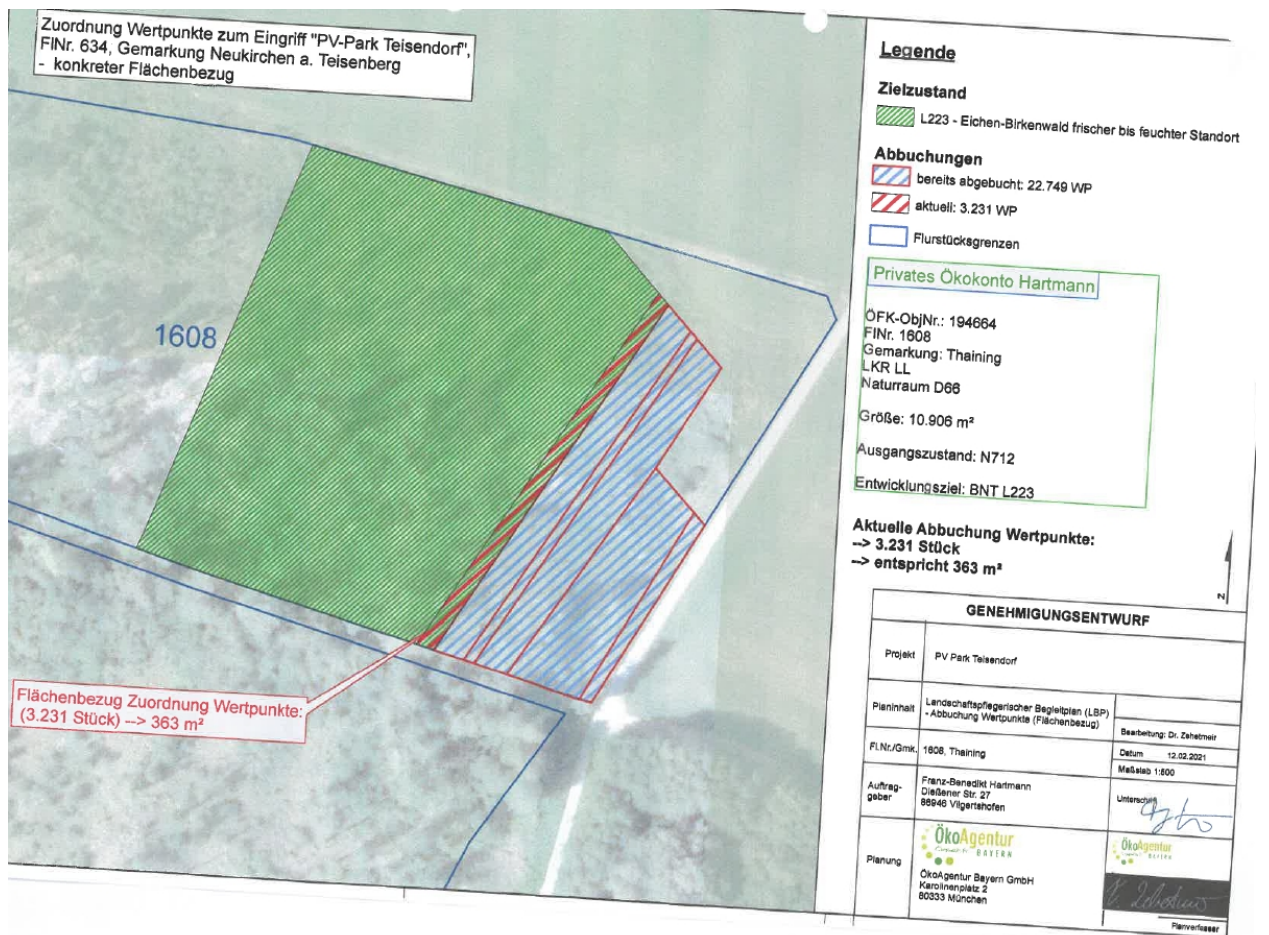 Zuordnung Wertpunkte zum Eingriff "PV-Park Teisendorf",
FlNr. 634, Gemarkung Neukirchen a. Teisenberg
- konkreter Flächenbezug
1608
Flächenbezug Zuordnung Wertpunkte:
(3.231 Stück) --> 363 m²
Legende
Zielzustand
L223 - Eichen-Birkenwald frischer bis feuchter Standort
Abbuchungen
bereits abgebucht: 22.749 WP
aktuell: 3.231 WP
Flurstücksgrenzen
Privates Ökokonto Hartmann
ÖFK-ObjNr.: 194664
FlNr. 1608
Gemarkung: Thaining
LKR LL
Naturraum D66
Größe: 10.906 m²
Ausgangszustand: N712
Entwicklungsziel: BNT L223
Aktuelle Abbuchung Wertpunkte:
--> 3.231 Stück
--> entspricht 363 m²
N
GENEHMIGUNGSENTWURF
Projekt
PV Park Teisendorf
Planinhalt
Landschaftspflegerischer Begleitplan (LBP)
- Abbuchung Wertpunkte (Flächenbezug)
Bearbeitung: Dr. Zehetmeir
Fl.Nr./Gmk.
1608, Thaining
Datum 12.02.2021
Maßstab 1:500
Auftrag-
geber
Franz-Benedikt Hartmann
Dießener Str. 27
86946 Vilgertshofen
Unterschrift
Planung
ÖkoAgentur
BAYERN
ÖkoAgentur Bayern GmbH
Karolinenplatz 2
80333 München
ÖkoAgentur
BAYERN
Planverfasser